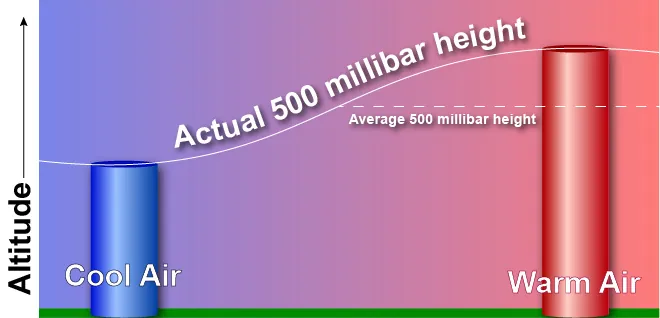 Altitude
Actual 500 millibar height
Average 500 millibar height
Cool Air
Warm Air